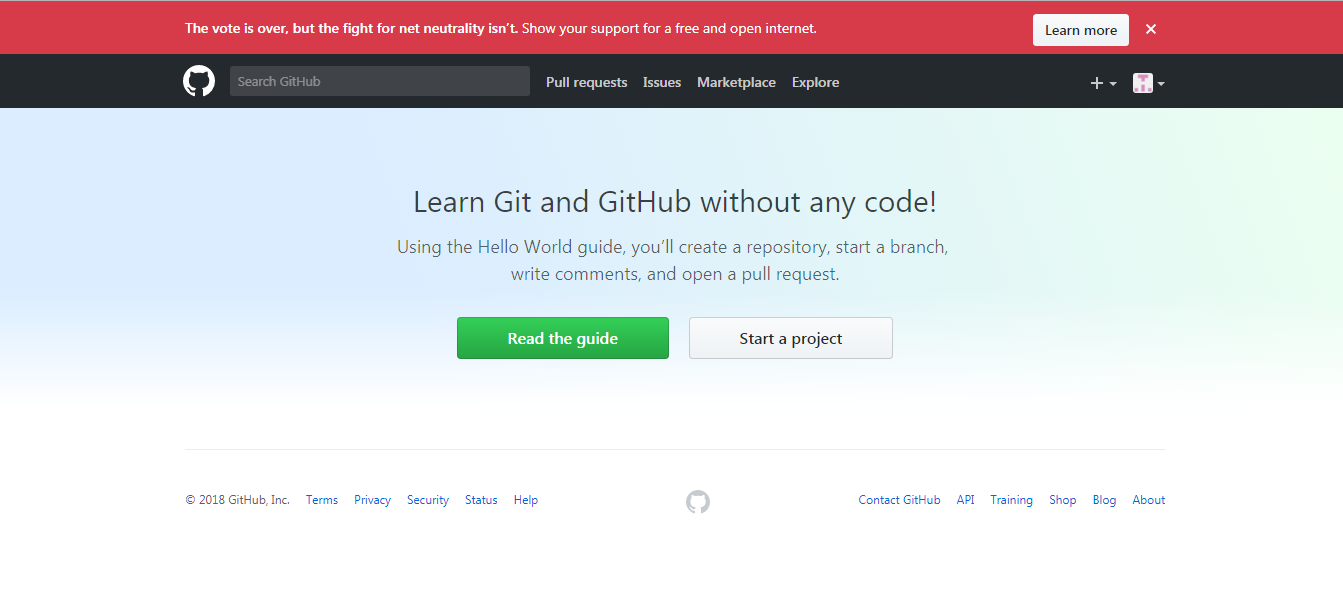 The vote is over, but the fight for net neutrality isn’t. Show your support for a free and open internet.
Learn more
Search GitHub
Pull requests
Issues
Marketplace
Explore
Learn Git and GitHub without any code!
Using the Hello World guide, you’ll create a repository, start a branch,
write comments, and open a pull request.
Read the guide
Start a project
© 2018 GitHub, Inc.
Terms
Privacy
Security
Status
Help
Contact GitHub
API
Training
Shop
Blog
About